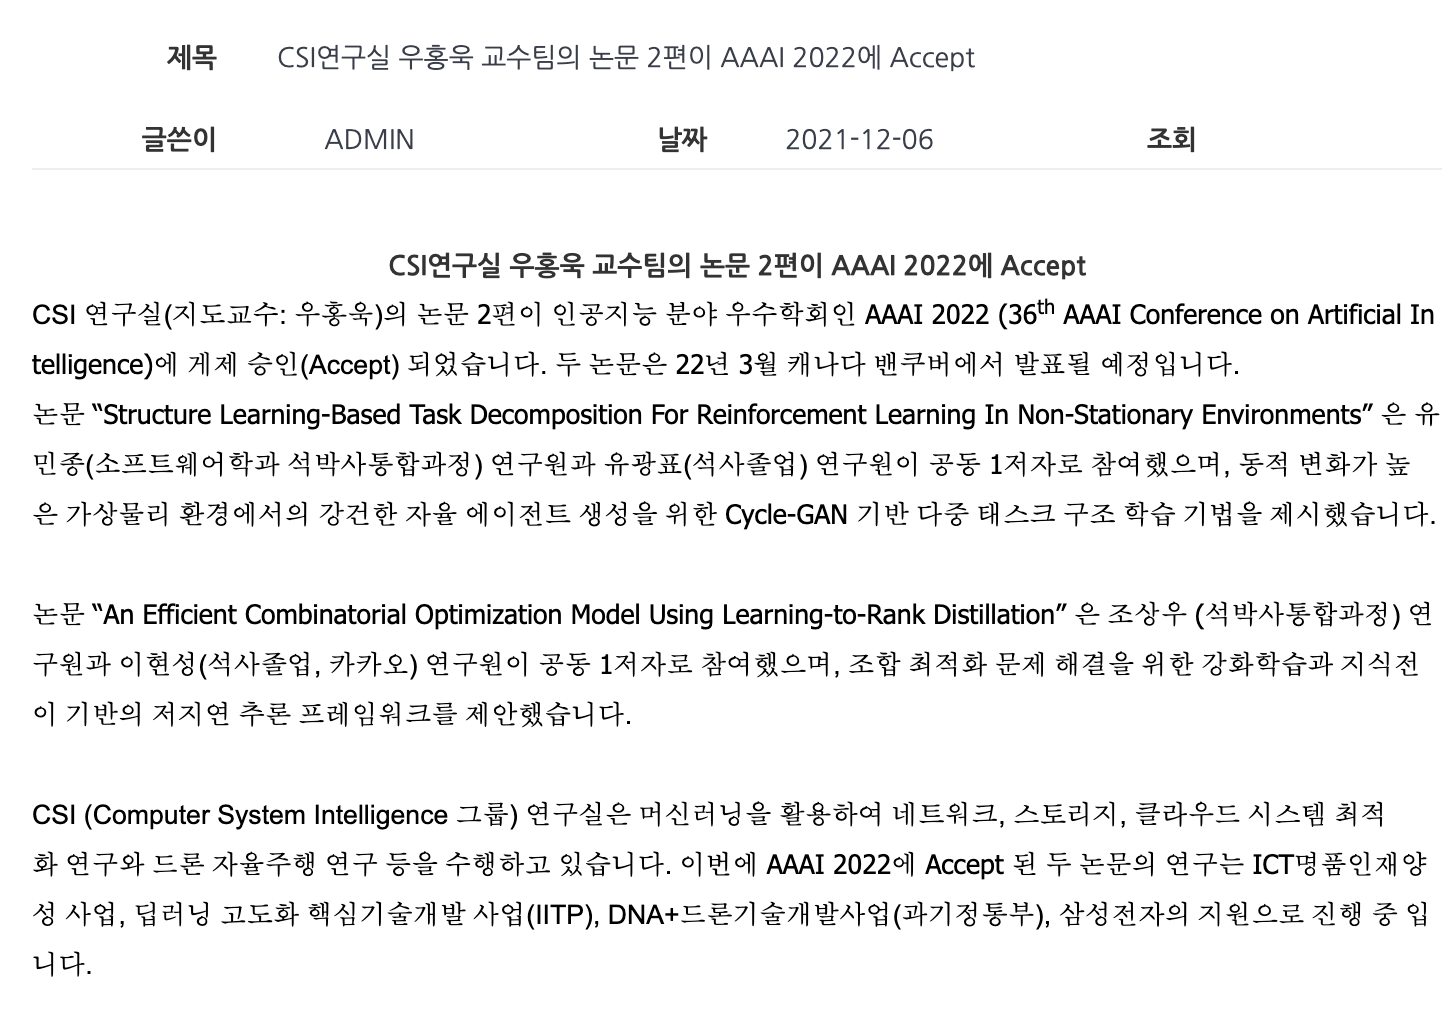 제목 CSI연구실 우홍욱 교수팀의 논문 2편이 AAAI 2022에 Accept
글쓴이 ADMIN 날짜 2021-12-06 조회
CSI연구실 우홍욱 교수팀의 논문 2편이 AAAI 2022에 Accept
CSI 연구실(지도교수: 우홍욱)의 논문 2편이 인공지능 분야 우수학회인 AAAI 2022 (36th AAAI Conference on Artificial In
telligence)에 게제 승인(Accept) 되었습니다. 두 논문은 22년 3월 캐나다 밴쿠버에서 발표될 예정입니다.
논문 “Structure Learning-Based Task Decomposition For Reinforcement Learning In Non-Stationary Environments” 은 유
민종(소프트웨어학과 석박사통합과정) 연구원과 유광표(석사졸업) 연구원이 공동 1저자로 참여했으며, 동적 변화가 높
은 가상물리 환경에서의 강건한 자율 에이전트 생성을 위한 Cycle-GAN 기반 다중 태스크 구조 학습 기법을 제시했습니다.
논문 “An Efficient Combinatorial Optimization Model Using Learning-to-Rank Distillation” 은 조상우 (석박사통합과정) 연
구원과 이현성(석사졸업, 카카오) 연구원이 공동 1저자로 참여했으며, 조합 최적화 문제 해결을 위한 강화학습과 지식전
이 기반의 저지연 추론 프레임워크를 제안했습니다.
CSI (Computer System Intelligence 그룹) 연구실은 머신러닝을 활용하여 네트워크, 스토리지, 클라우드 시스템 최적
화 연구와 드론 자율주행 연구 등을 수행하고 있습니다. 이번에 AAAI 2022에 Accept 된 두 논문의 연구는 ICT명품인재양
성 사업, 딥러닝 고도화 핵심기술개발 사업(IITP), DNA+드론기술개발사업(과기정통부), 삼성전자의 지원으로 진행 중 입
니다.